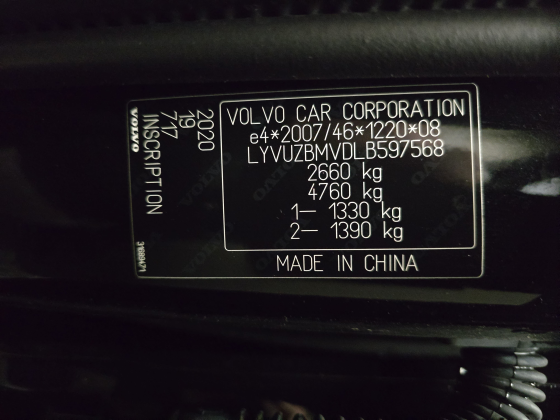 VOLVO CAR CORPORATION
e4*2007/46*1220*08
LYVUZBMVDLB597568
2660 kg
4760 kg
1– 1330 kg
2– 1390 kg
MADE IN CHINA
2020
19
717
INSCRIPTION
VOLVO